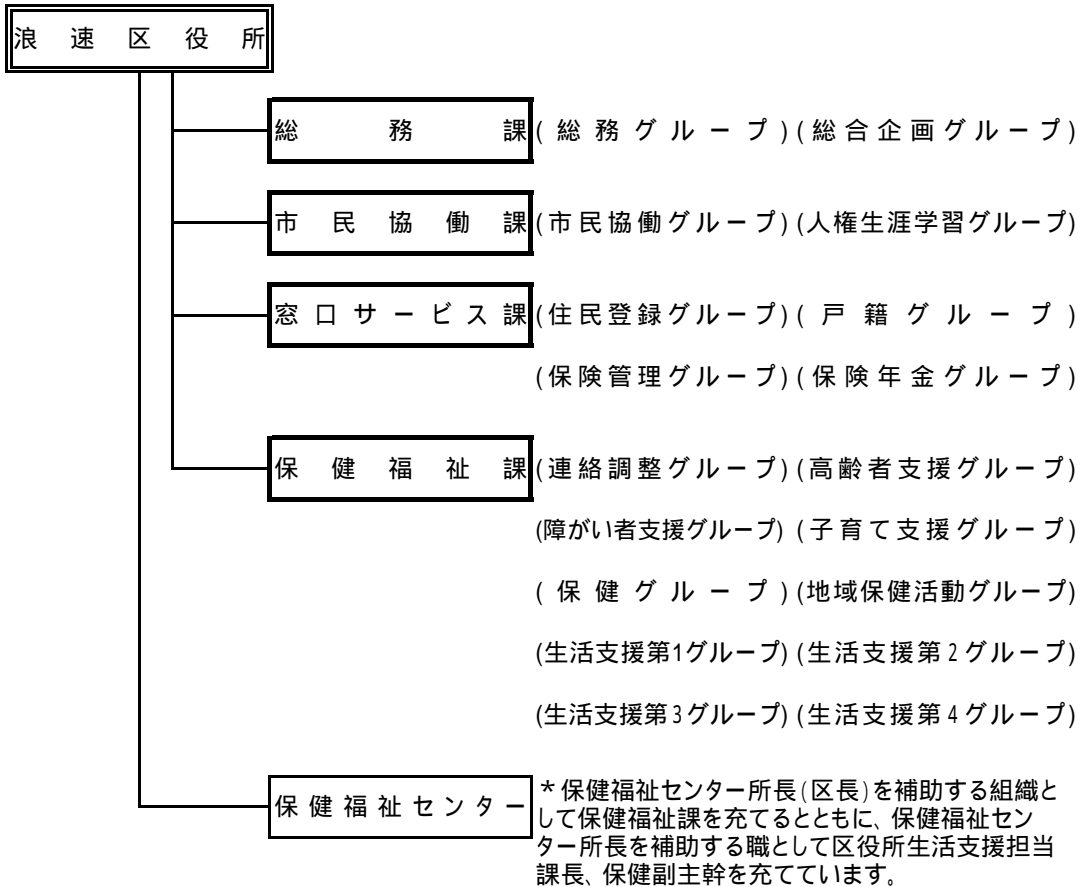 浪速区役所
総務課(総務グループ)(総合企画グループ)
市民協働課(市民協働グループ)(人権生涯学習グループ)
窓口サービス課(住民登録グループ)(戸籍グループ)
(保険管理グループ)(保険年金グループ)
保健福祉課(連絡調整グループ)(高齢者支援グループ)
(障がい者支援グループ)(子育て支援グループ)
(保健グループ)(地域保健活動グループ)
(生活支援第1グループ)(生活支援第2グループ)
(生活支援第3グループ)(生活支援第4グループ)
保健福祉センター
*保健福祉センター所長(区長)を補助する組織と
して保健福祉課を充てるとともに、保健福祉セン
ター所長を補助する職として区役所生活支援担当
課長、保健副主幹を充てています。